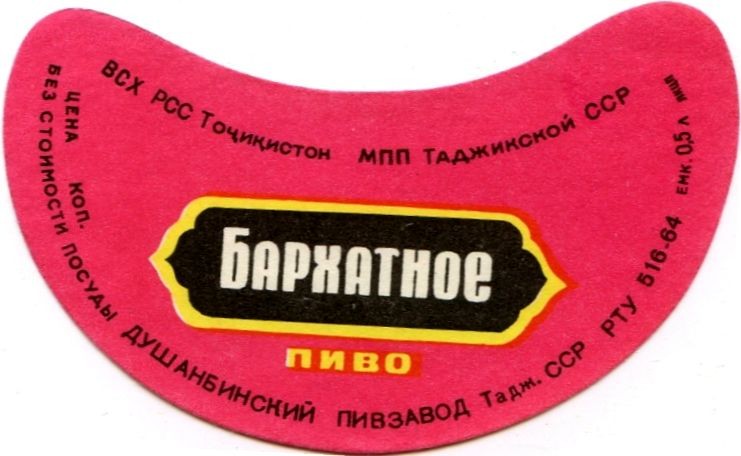 ВСХ РСС Тоҷикистон МПП ТАДЖИКСКОЙ ССР
БАРХАТНОЕ
ПИВО
ЦЕНА КОП.
БЕЗ СТОИМОСТИ ПОСУДЫ ДУШАНБИНСКИЙ ПИВЗАВОД Тадж. ССР РТУ 516-64 ЕМК. 0,5 Л